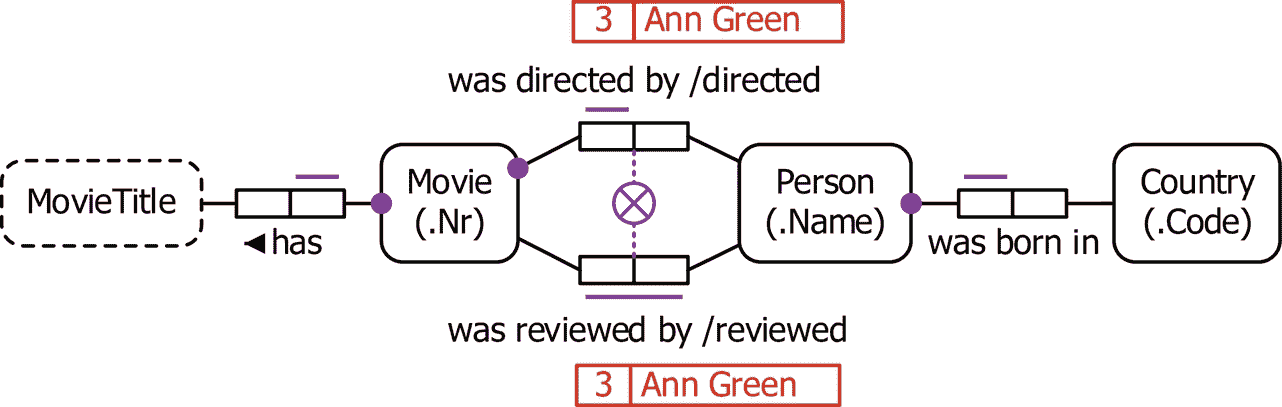 3 Ann Green
was directed by /directed
MovieTitle
◄ has
Movie
(.Nr)
Person
(.Name)
was born in
Country
(.Code)
was reviewed by /reviewed
3 Ann Green